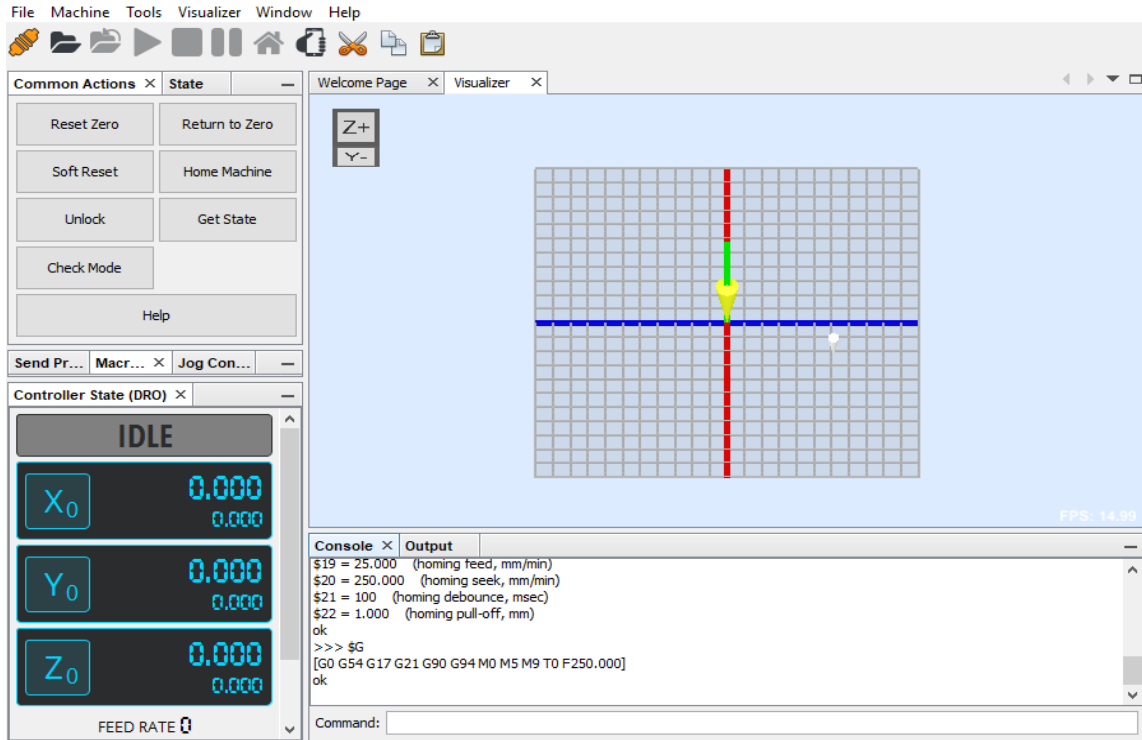 File Machine Tools Visualizer Window Help
Common Actions State
Reset Zero Return to Zero
Soft Reset Home Machine
Unlock Get State
Check Mode
Help
Send Pr... Macr... Jog Con...
Controller State (DRO)
IDLE
X0 0.000
0.000
Y0 0.000
0.000
Z0 0.000
0.000
FEED RATE 0
Welcome Page Visualizer
Z+
Y-
FPS: 14.99
Console Output
$19 = 25.000 (homing feed, mm/min)
$20 = 250.000 (homing seek, mm/min)
$21 = 100 (homing debounce, msec)
$22 = 1.000 (homing pull-off, mm)
ok
>>> $G
[G0 G54 G17 G21 G90 G94 M0 M5 M9 T0 F250.000]
ok
Command: